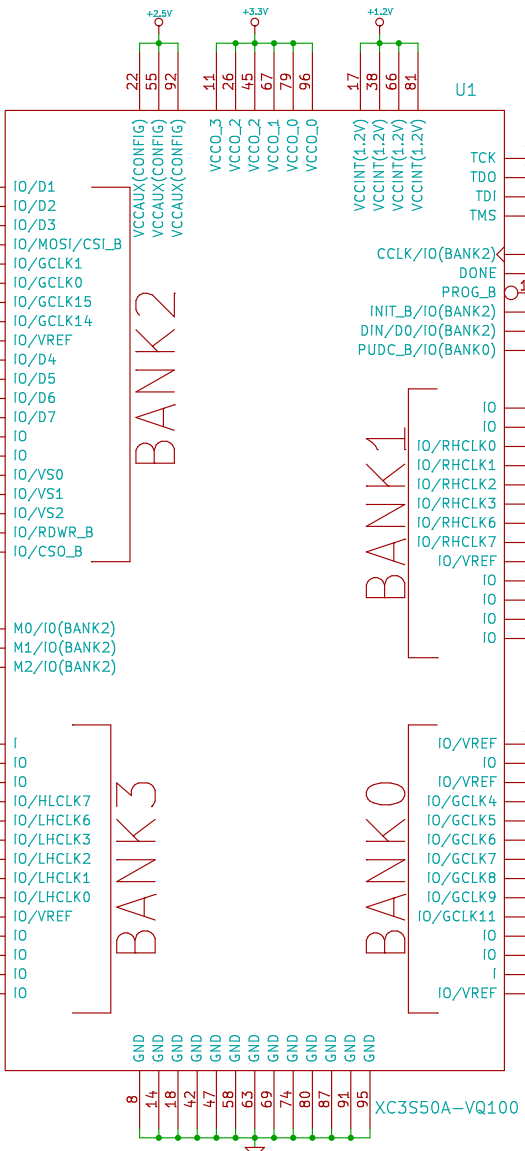 +2.5V +3.3V +1.2V
22 55 92 11 26 45 67 79 96 17 38 66 81
U1
VCCAUX(CONFIG)
VCCAUX(CONFIG)
VCCAUX(CONFIG)
VCCO_3
VCCO_2
VCCO_2
VCCO_1
VCCO_0
VCCO_0
VCCINT(1.2V)
VCCINT(1.2V)
VCCINT(1.2V)
VCCINT(1.2V)
IO/D1
IO/D2
IO/D3
IO/MOSI/CSI_B
IO/GCLK1
IO/GCLK0
IO/GCLK15
IO/GCLK14
IO/VREF
IO/D4
IO/D5
IO/D6
IO/D7
IO
IO
IO/VS0
IO/VS1
IO/VS2
IO/RDWR_B
IO/CSO_B
BANK2
M0/IO(BANK2)
M1/IO(BANK2)
M2/IO(BANK2)
I
IO
IO
IO/HLCLK7
IO/LHCLK6
IO/LHCLK3
IO/LHCLK2
IO/LHCLK1
IO/LHCLK0
IO/VREF
IO
IO
IO
IO
BANK3
TCK
TDO
TDI
TMS
CCLK/IO(BANK2)
DONE
PROG_B
1
INIT_B/IO(BANK2)
DIN/D0/IO(BANK2)
PUDC_B/IO(BANK0)
BANK1
IO
IO
IO/RHCLK0
IO/RHCLK1
IO/RHCLK2
IO/RHCLK3
IO/RHCLK6
IO/RHCLK7
IO/VREF
IO
IO
IO
IO
BANK0
IO/VREF
IO
IO/VREF
IO/GCLK4
IO/GCLK5
IO/GCLK6
IO/GCLK7
IO/GCLK8
IO/GCLK9
IO/GCLK11
IO
IO
I
IO/VREF
GND GND GND GND GND GND GND GND GND GND GND GND GND
8 14 18 42 47 58 63 69 74 80 87 91 95
XC3S50A-VQ100